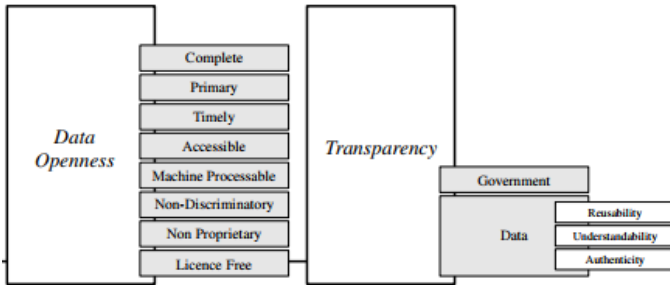 Data
Openness
Complete
Primary
Timely
Accessible
Machine Processable
Non-Discriminatory
Non Proprietary
Licence Free
Transparency
Government
Data
Reusability
Understandability
Authenticity